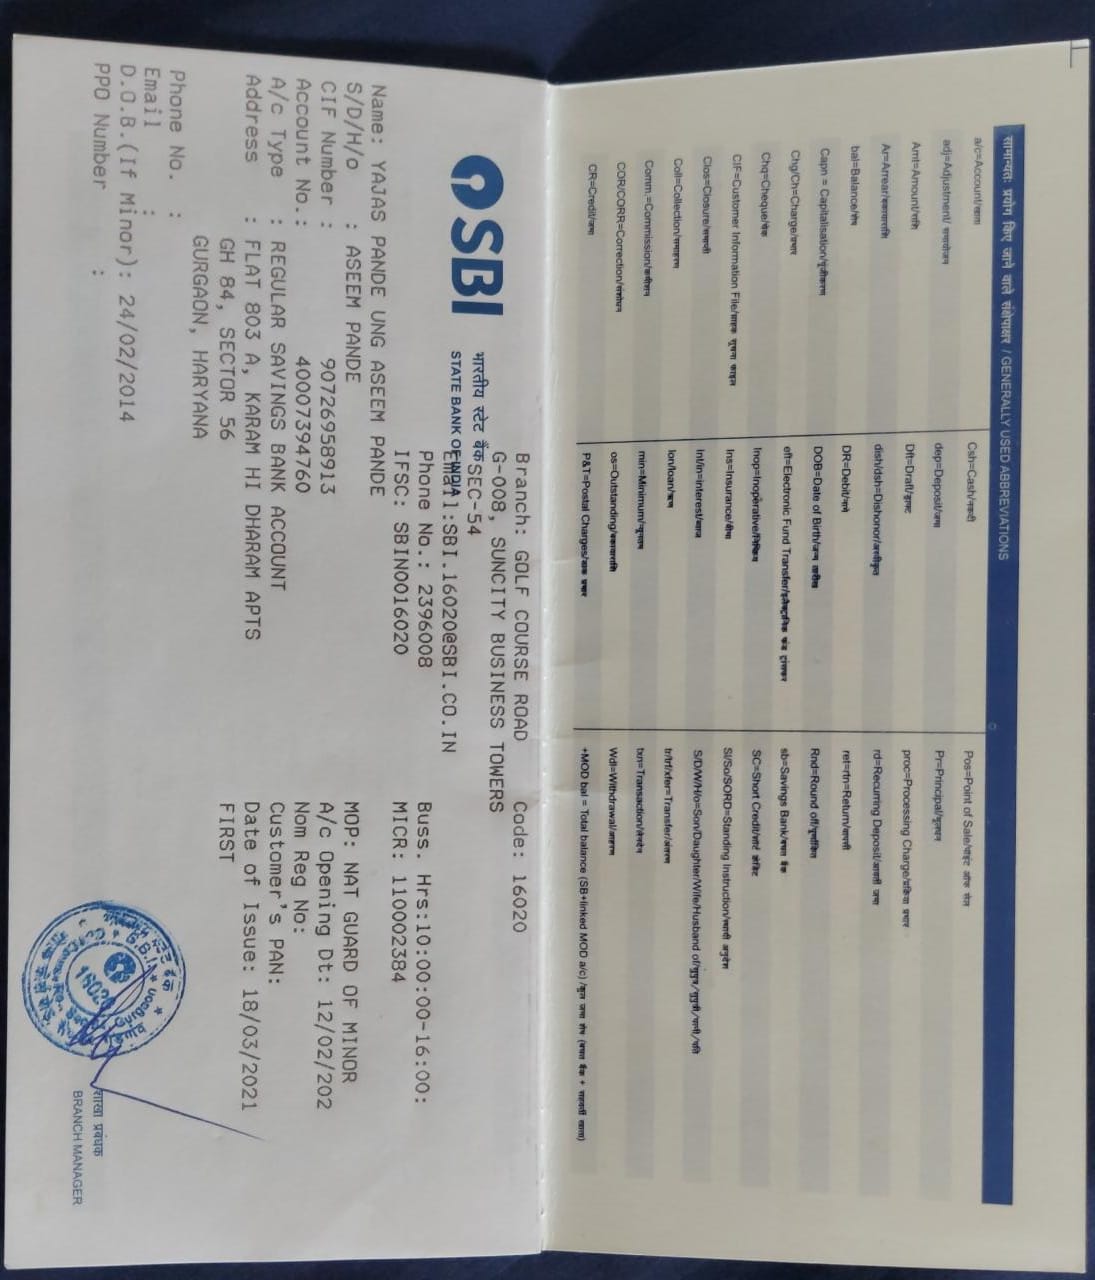 सामान्यतः प्रयोग किए जाने वाले संक्षेपाक्षर / GENERALLY USED ABBREVIATIONS
a/c=Account/खाता
adj=Adjustment/ समायोजन
Amt=Amount/राशि
Ar=Arrear/बकायाराशि
bal=Balance/शेष
Capn = Capitalisation/पूंजीकरण
Chg/Ch=Charge/प्रभार
Chq=Cheque/चेक
CIF=Customer Information File/ग्राहक सूचना फाइल
Clos=Closure/समाप्ती
Coll=Collection/समाहरण
Comm.=Commission/कमीशन
COR/CORR=Correction/संशोधन
CR=Credit/जमा
Csh=Cash/नकदी
dep=Deposit/जमा
Dft=Draft/ड्राफ्ट
dish/dsh=Dishonor/अस्वीकृत
DR=Debit/नामे
DOB=Date of Birth/जन्म तारीख
eft=Electronic Fund Transfer/इलेक्ट्रानिक फंड ट्रांसफर
Inop=Inoperative/निष्क्रिय
Ins=Insurance/बीमा
Int/in=interest/ब्याज
lon/loan/ऋण
min=Minimum/न्यूनतम
os=Outstanding/बकायाराशि
P&T=Postal Charges/डाक प्रभार
Pos=Point of Sale/पाइंट ऑफ सेल
Pr=Principal/मूलधन
proc=Processing Charge/प्रक्रिया प्रभार
rd=Recurring Deposit/आवर्ती जमा
ret=rtn=Return/वापसी
Rnd=Round off/पूर्णांकित
sb=Savings Bank/बचत बैंक
SC=Short Credit/शार्ट क्रेडिट
SI/So/SORD=Standing Instruction/स्थायी अनुदेश
S/D/W/H/o=Son/Daughter/Wife/Husband of/सुपुत्र/सुपुत्री/पत्नी/पति
tr/trf/xfer=Transfer/अंतरण
txn=Transaction/लेनदेन
Wdl=Withdrawal/आहरण
+MOD bal = Total balance (SB+linked MOD a/c) /कुल जमा शेष (बचत बैंक + सहबर्ती खाता)
SBI
भारतीय स्टेट बैंक
STATE BANK OF INDIA
Branch: GOLF COURSE ROAD Code: 16020
G-008, SUNCITY BUSINESS TOWERS
SEC-54
Email:SBI.16020@SBI.CO.IN
Phone No.: 2396008 Buss. Hrs:10:00:00-16:00:
IFSC: SBIN0016020 MICR: 110002384
Name: YAJAS PANDE UNG ASEEM PANDE
S/D/H/o : ASEEM PANDE MOP: NAT GUARD OF MINOR
CIF Number : 90726958913 A/c Opening Dt: 12/02/202
Account No.: 40007394760 Nom Reg No:
A/c Type : REGULAR SAVINGS BANK ACCOUNT Customer's PAN:
Address : FLAT 803 A, KARAM HI DHARAM APTS Date of Issue: 18/03/2021
GH 84, SECTOR 56 FIRST
GURGAON, HARYANA
Phone No. :
Email :
D.O.B.(If Minor): 24/02/2014
PPO Number :
S.B.I.
16020
शाखा प्रबंधक
BRANCH MANAGER